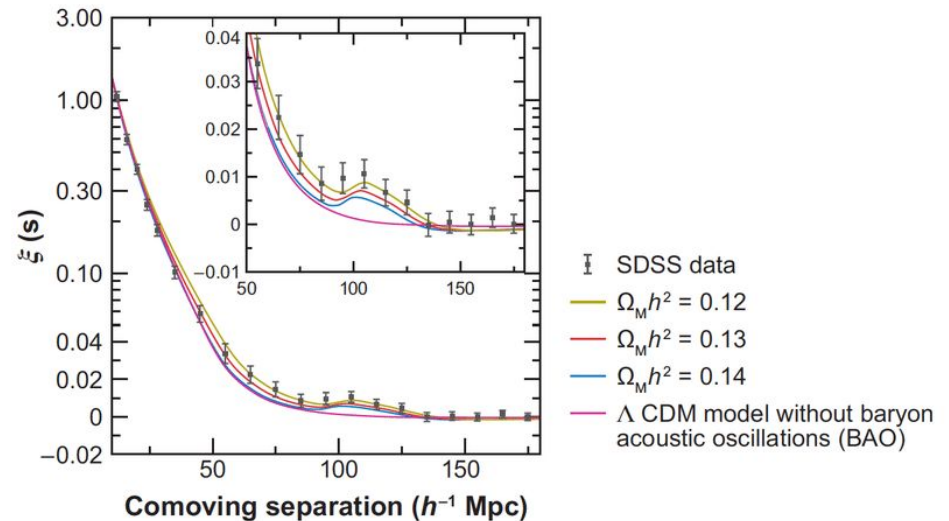 3.00
1.00
0.30
0.10
0.04
0.02
0
−0.02
ξ (s)
50
100
150
Comoving separation (h⁻¹ Mpc)
0.04
0.03
0.02
0.01
0
−0.01
50
100
150
SDSS data
Ω_M h² = 0.12
Ω_M h² = 0.13
Ω_M h² = 0.14
Λ CDM model without baryon
acoustic oscillations (BAO)